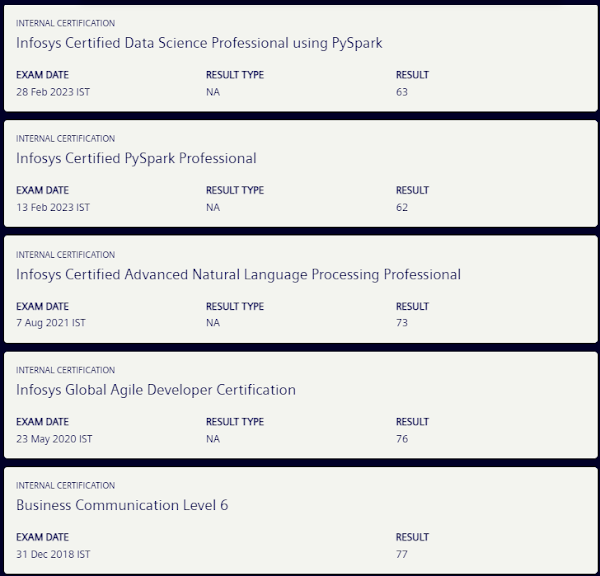 INTERNAL CERTIFICATION
Infosys Certified Data Science Professional using PySpark
EXAM DATE RESULT TYPE RESULT
28 Feb 2023 IST NA 63
INTERNAL CERTIFICATION
Infosys Certified PySpark Professional
EXAM DATE RESULT TYPE RESULT
13 Feb 2023 IST NA 62
INTERNAL CERTIFICATION
Infosys Certified Advanced Natural Language Processing Professional
EXAM DATE RESULT TYPE RESULT
7 Aug 2021 IST NA 73
INTERNAL CERTIFICATION
Infosys Global Agile Developer Certification
EXAM DATE RESULT TYPE RESULT
23 May 2020 IST NA 76
INTERNAL CERTIFICATION
Business Communication Level 6
EXAM DATE RESULT
31 Dec 2018 IST 77